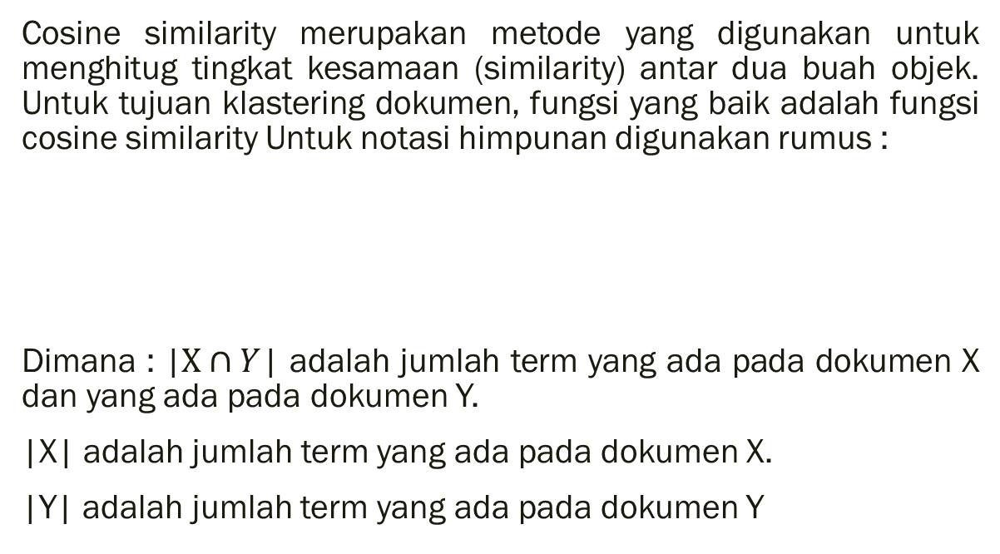 Cosine similarity merupakan metode yang digunakan untuk
menghitug tingkat kesamaan (similarity) antar dua buah objek.
Untuk tujuan klastering dokumen, fungsi yang baik adalah fungsi
cosine similarity Untuk notasi himpunan digunakan rumus :
Dimana : |X ∩ Y| adalah jumlah term yang ada pada dokumen X
dan yang ada pada dokumen Y.
|X| adalah jumlah term yang ada pada dokumen X.
|Y| adalah jumlah term yang ada pada dokumen Y